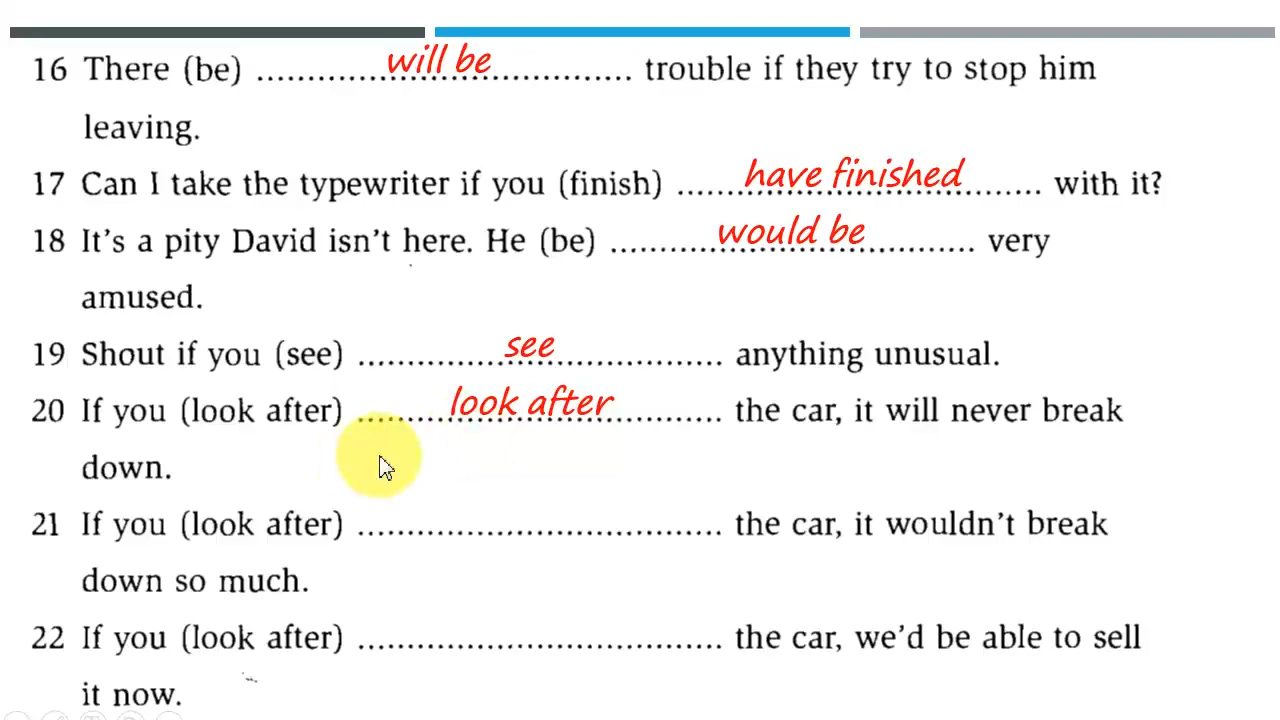 16 There (be) ............will be............ trouble if they try to stop him
leaving.
17 Can I take the typewriter if you (finish) ........have finished........ with it?
18 It's a pity David isn't here. He (be) ............would be............ very
amused.
19 Shout if you (see) ................see................ anything unusual.
20 If you (look after) ..........look after.......... the car, it will never break
down.
21 If you (look after) ..................................... the car, it wouldn't break
down so much.
22 If you (look after) ..................................... the car, we'd be able to sell
it now.